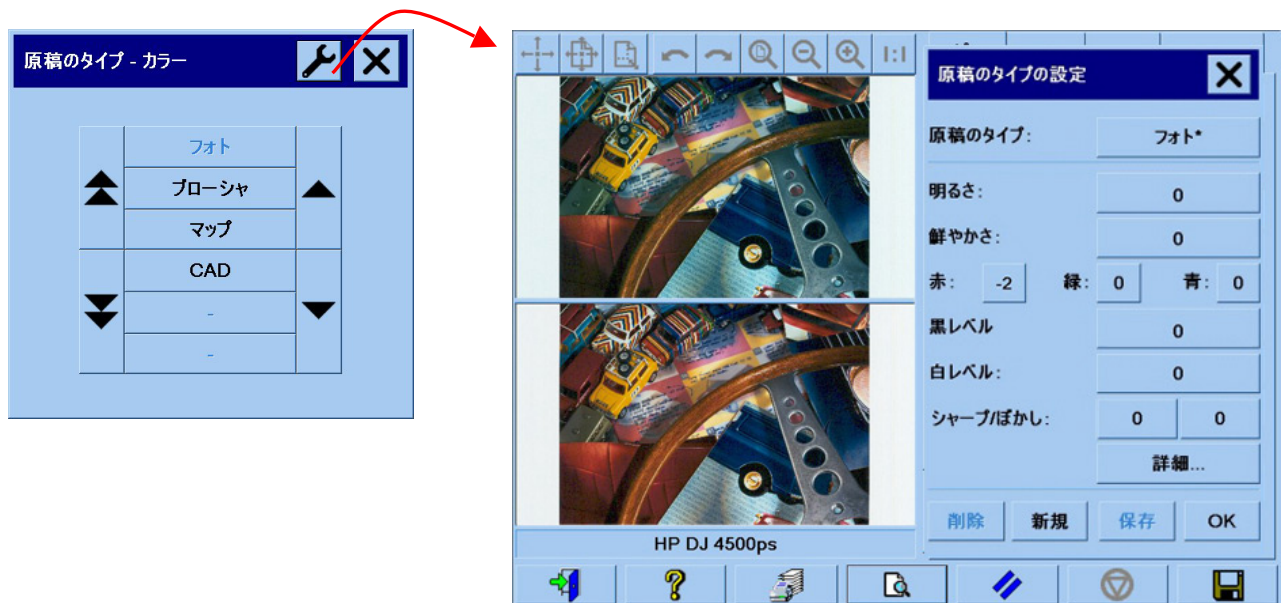 原稿のタイプ - カラー
フォト
ブローシャ
マップ
CAD
-
-
1:1
原稿のタイプの設定
原稿のタイプ: フォト*
明るさ: 0
鮮やかさ: 0
赤: -2 緑: 0 青: 0
黒レベル 0
白レベル: 0
シャープ/ぼかし: 0 0
詳細...
削除 新規 保存 OK
HP DJ 4500ps